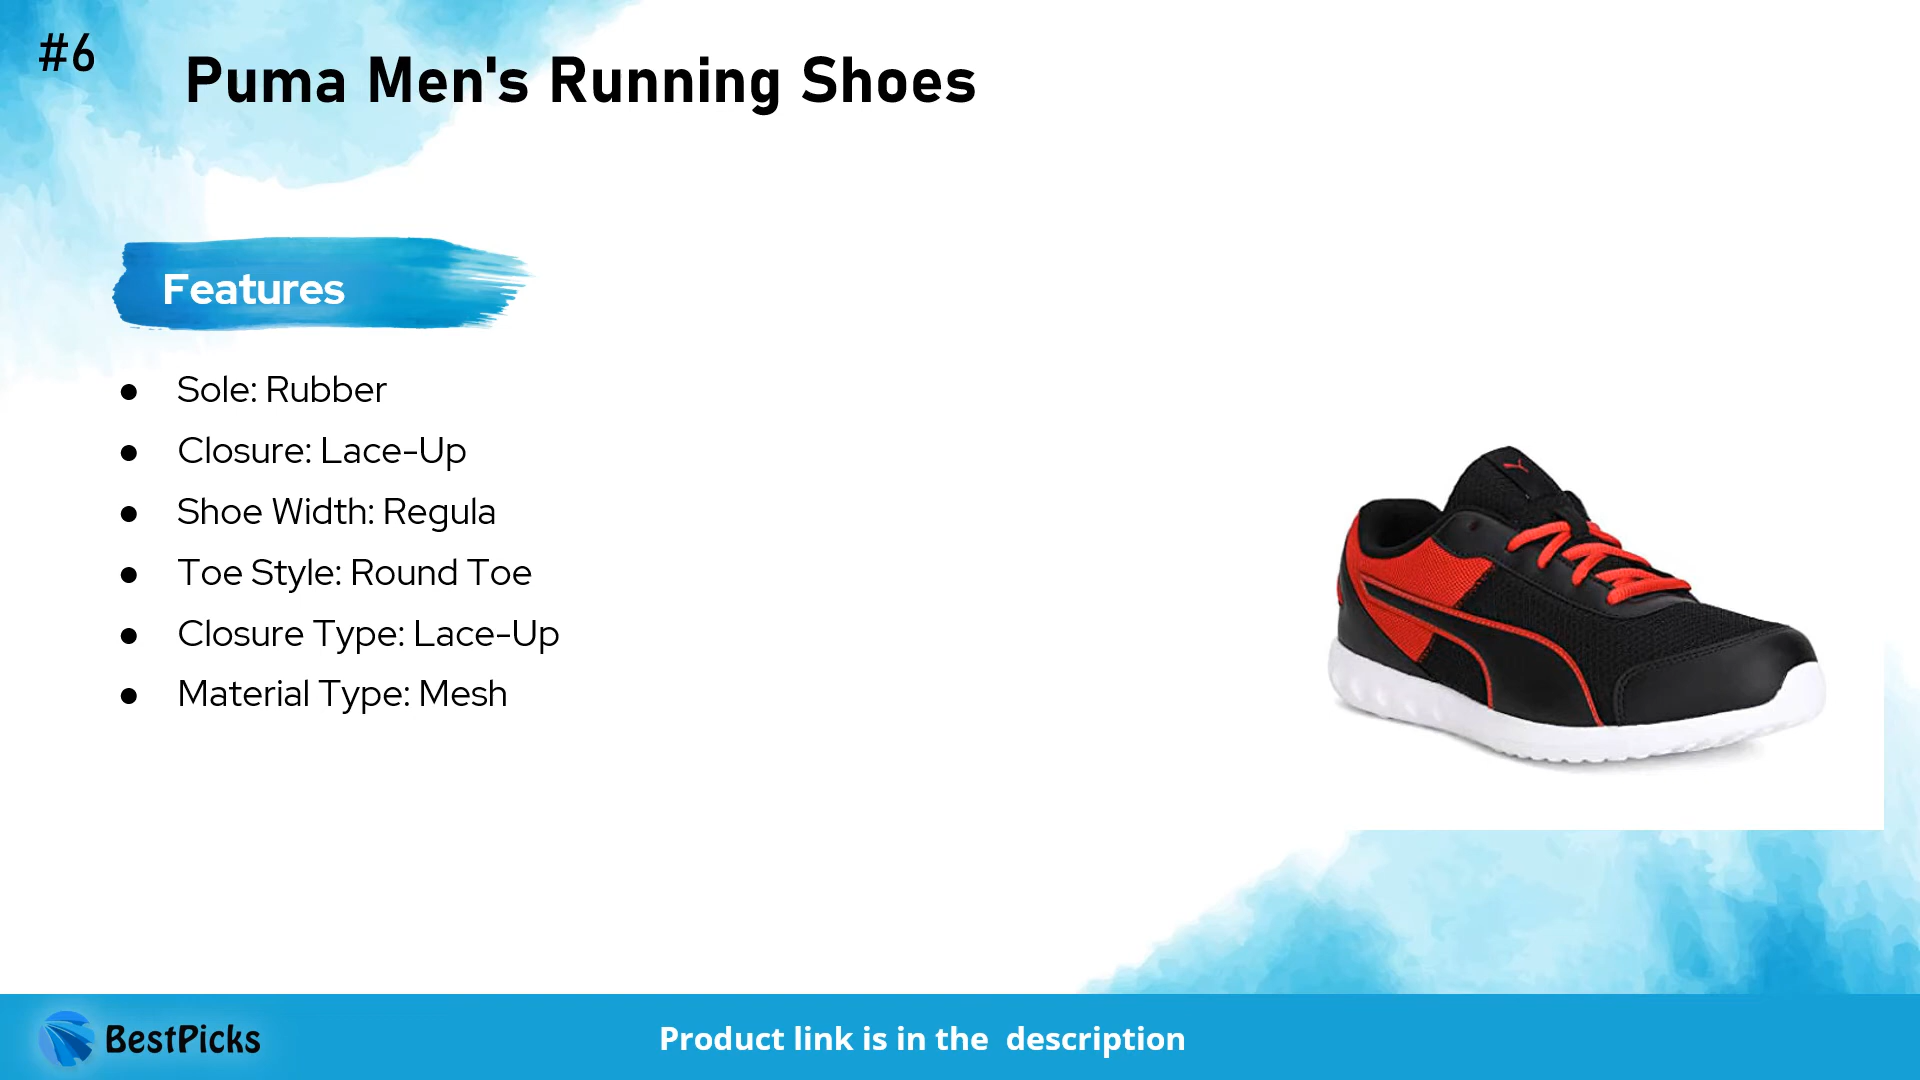 #6
Puma Men's Running Shoes
Features
● Sole: Rubber
● Closure: Lace-Up
● Shoe Width: Regula
● Toe Style: Round Toe
● Closure Type: Lace-Up
● Material Type: Mesh
BestPicks
Product link is in the  description